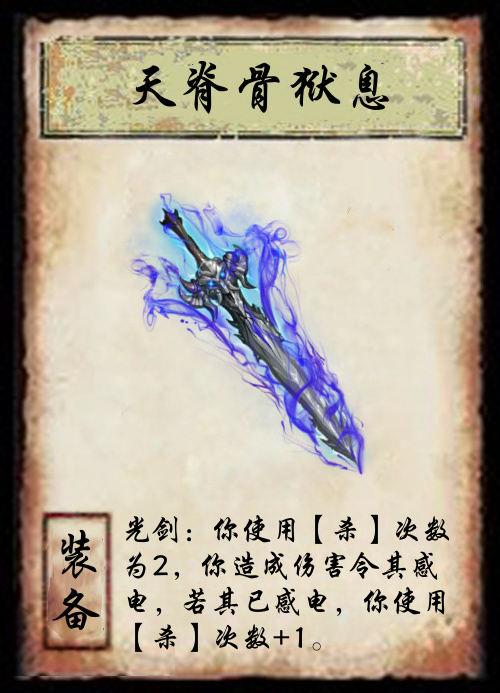 天脊骨狱息
装备
光剑：你使用【杀】次数
为2，你造成伤害令其感
电，若其已感电，你使用
【杀】次数+1。